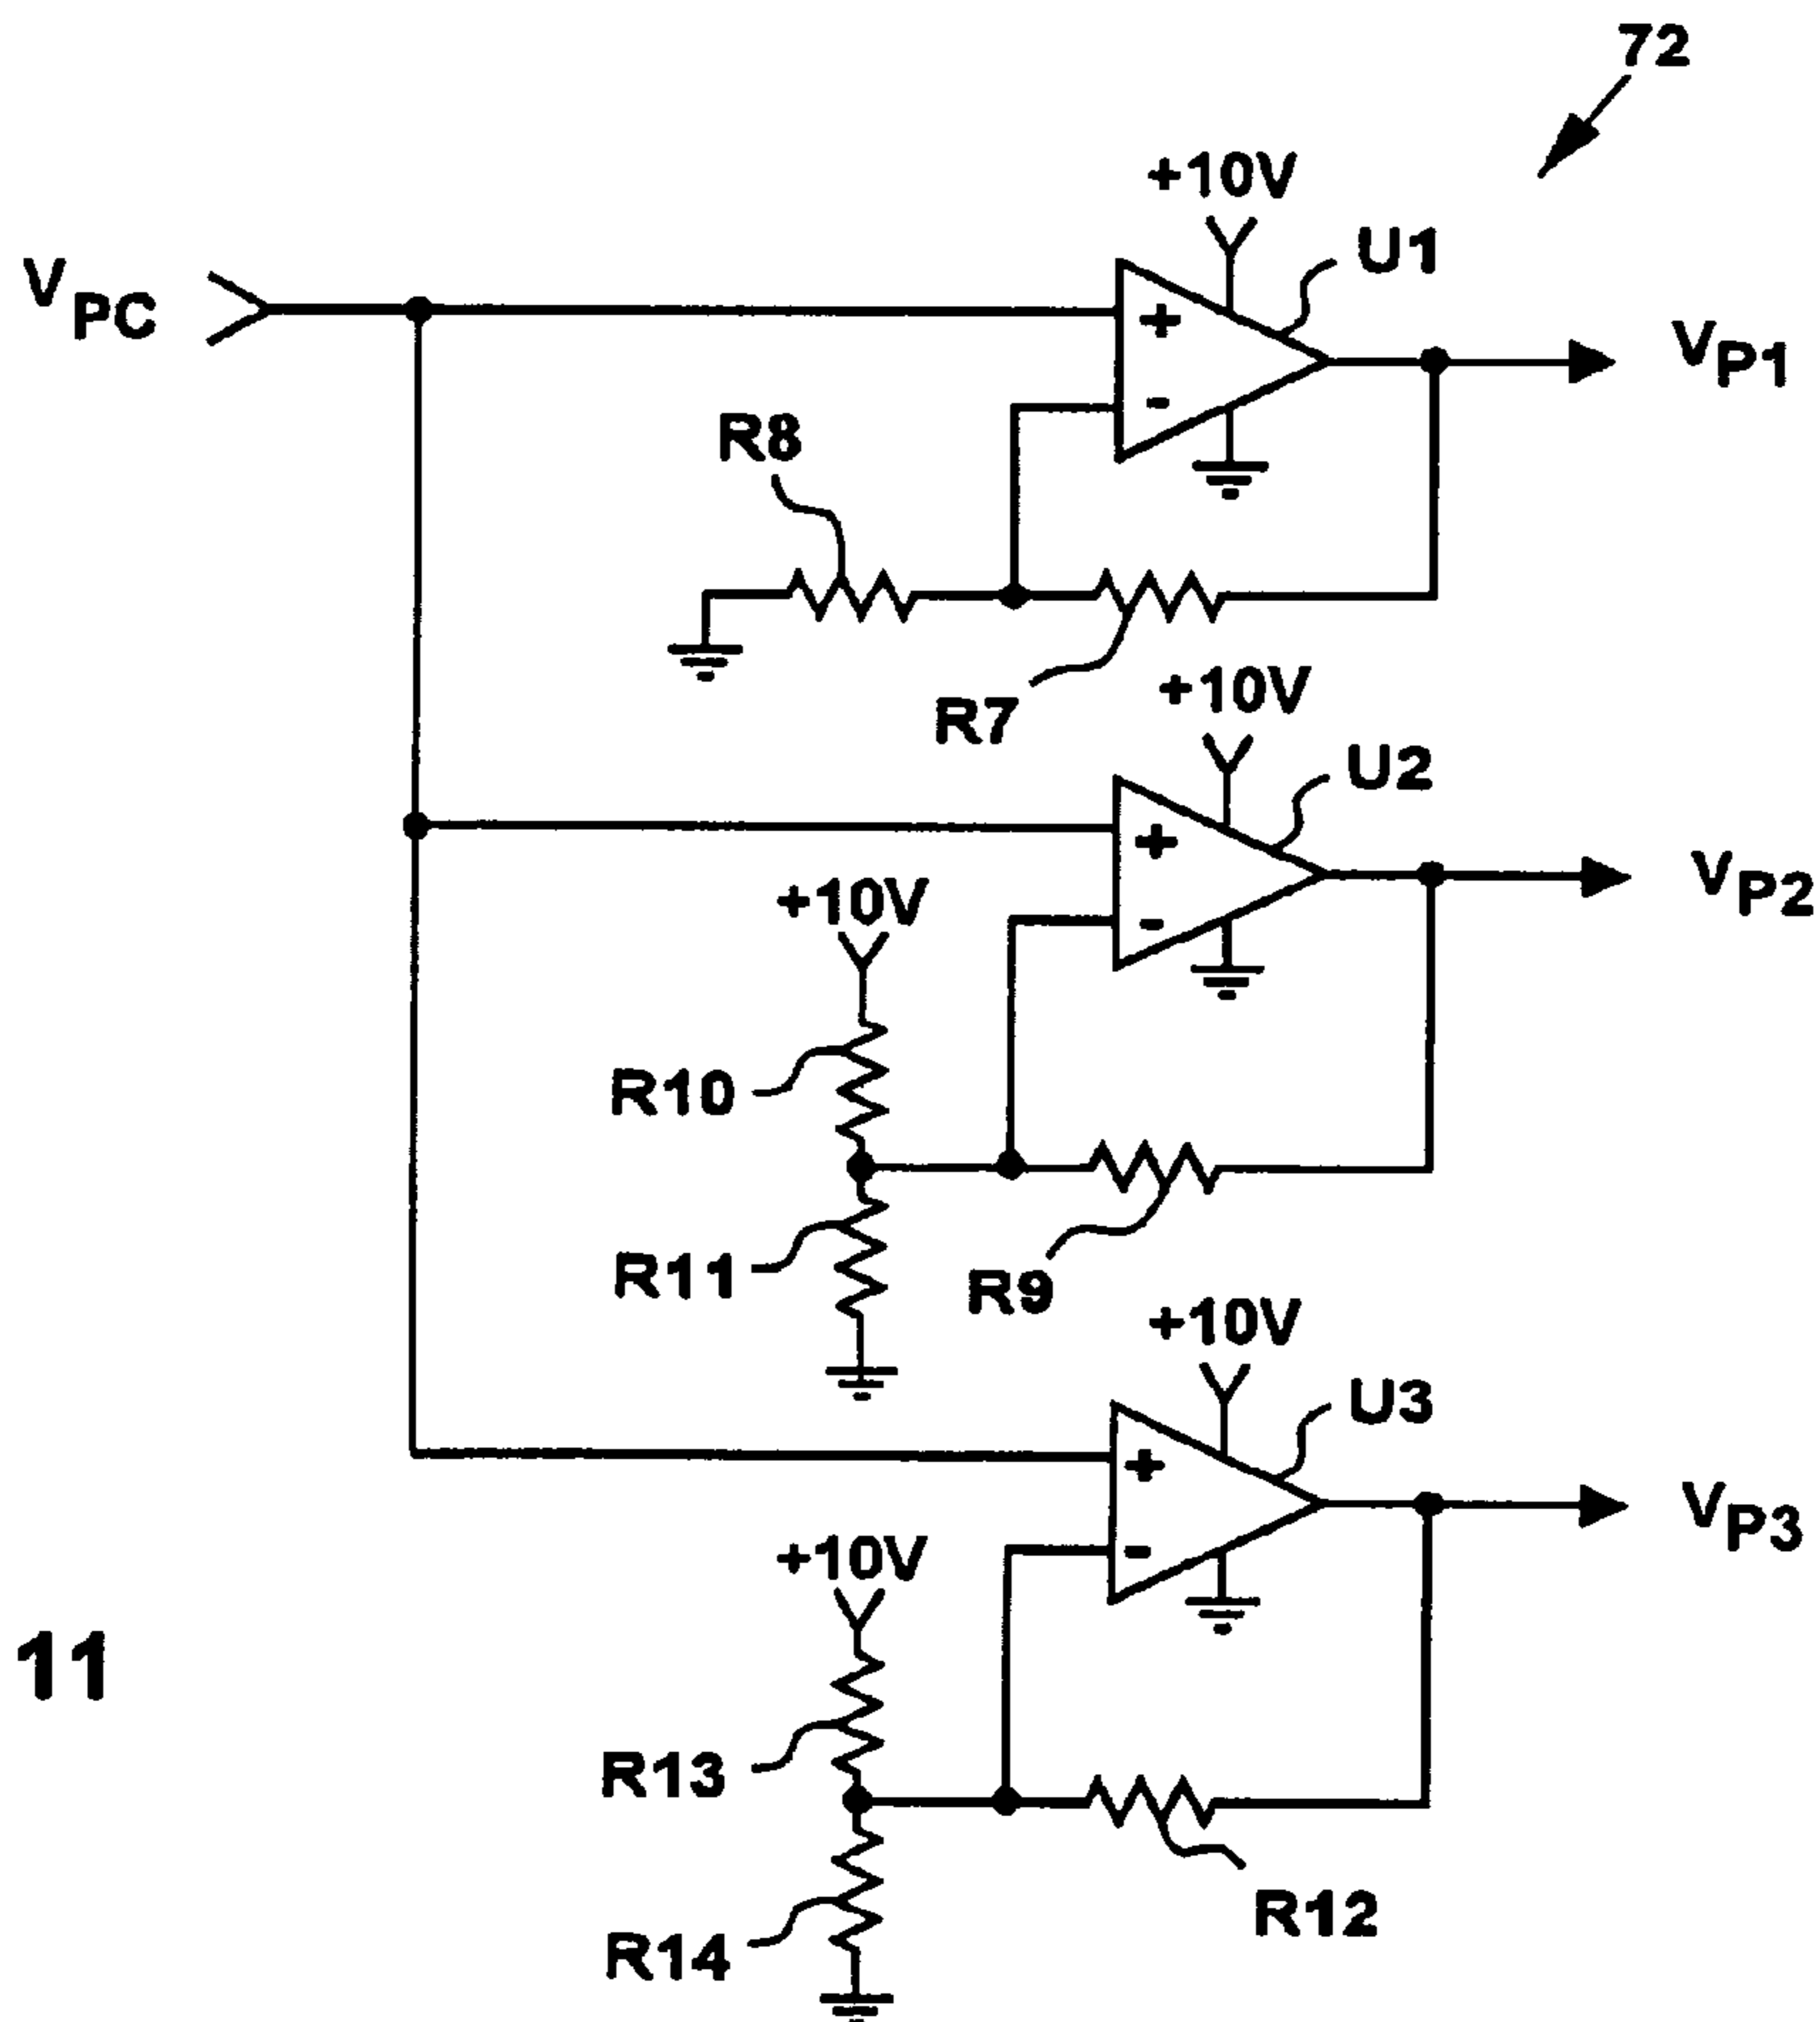 72
+10V
U1
VPC
+
VP1
-
R8
R7
+10V
U2
+
VP2
+10V
-
R10
R11
R9
+10V
U3
+
VP3
-
+10V
11
R13
R12
R14